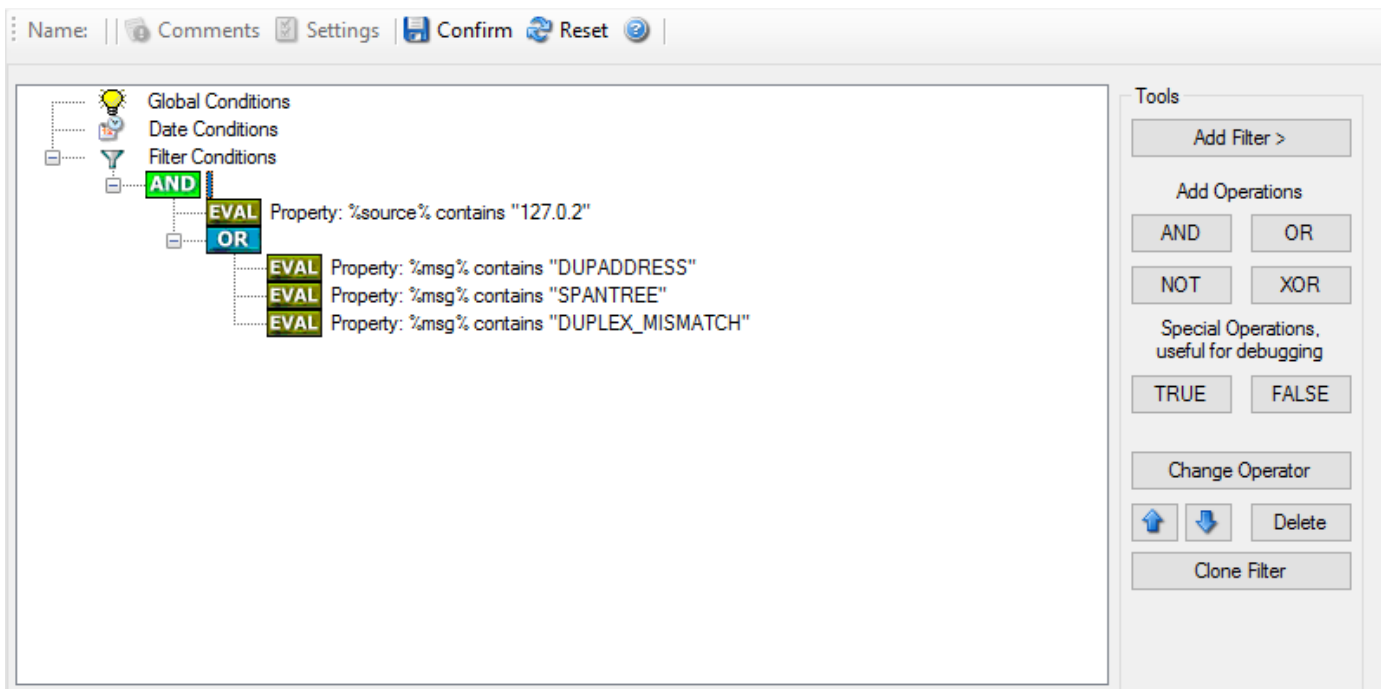 Name: Comments Settings Confirm Reset
Global Conditions
Date Conditions
Filter Conditions
AND
EVAL Property: %source% contains "127.0.2"
OR
EVAL Property: %msg% contains "DUPADDRESS"
EVAL Property: %msg% contains "SPANTREE"
EVAL Property: %msg% contains "DUPLEX_MISMATCH"
Tools
Add Filter >
Add Operations
AND OR
NOT XOR
Special Operations,
useful for debugging
TRUE FALSE
Change Operator
Delete
Clone Filter